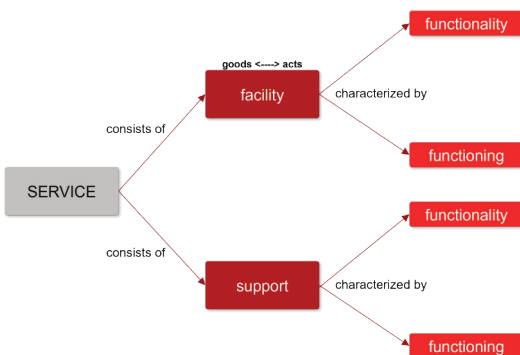 functionality
goods <----> acts
facility
characterized by
consists of
functioning
SERVICE
functionality
consists of
support
characterized by
functioning